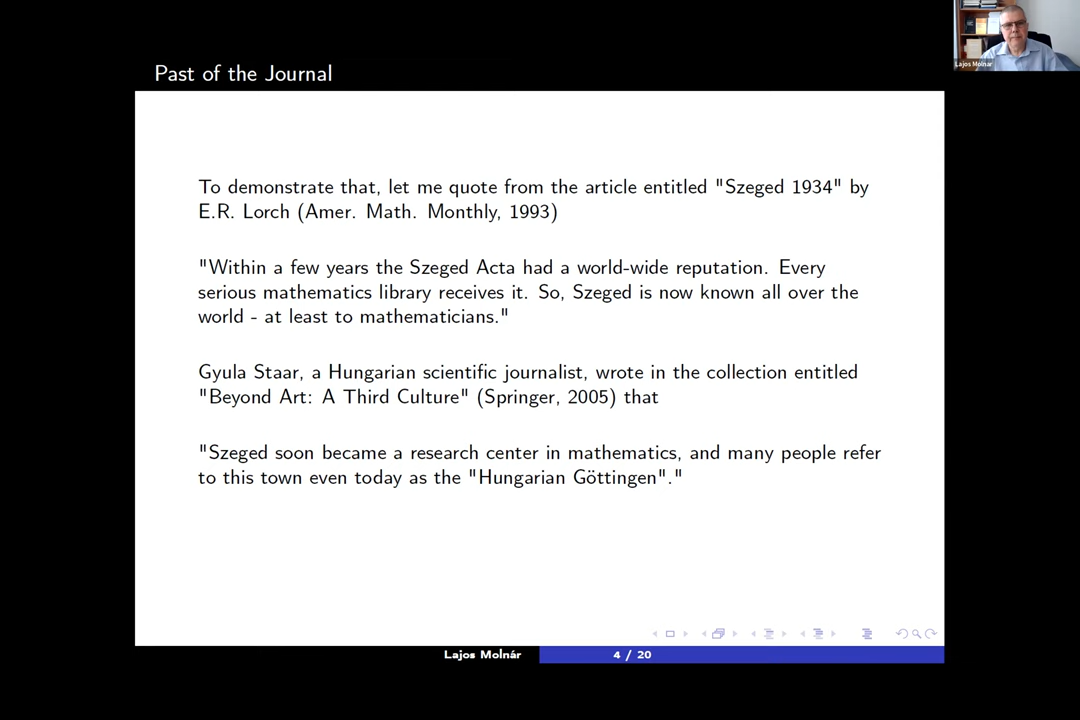 Lajos Molnár
Past of the Journal
To demonstrate that, let me quote from the article entitled "Szeged 1934" by
E.R. Lorch (Amer. Math. Monthly, 1993)
"Within a few years the Szeged Acta had a world-wide reputation. Every
serious mathematics library receives it. So, Szeged is now known all over the
world - at least to mathematicians."
Gyula Staar, a Hungarian scientific journalist, wrote in the collection entitled
"Beyond Art: A Third Culture" (Springer, 2005) that
"Szeged soon became a research center in mathematics, and many people refer
to this town even today as the "Hungarian Göttingen"."
Lajos Molnár
4 / 20